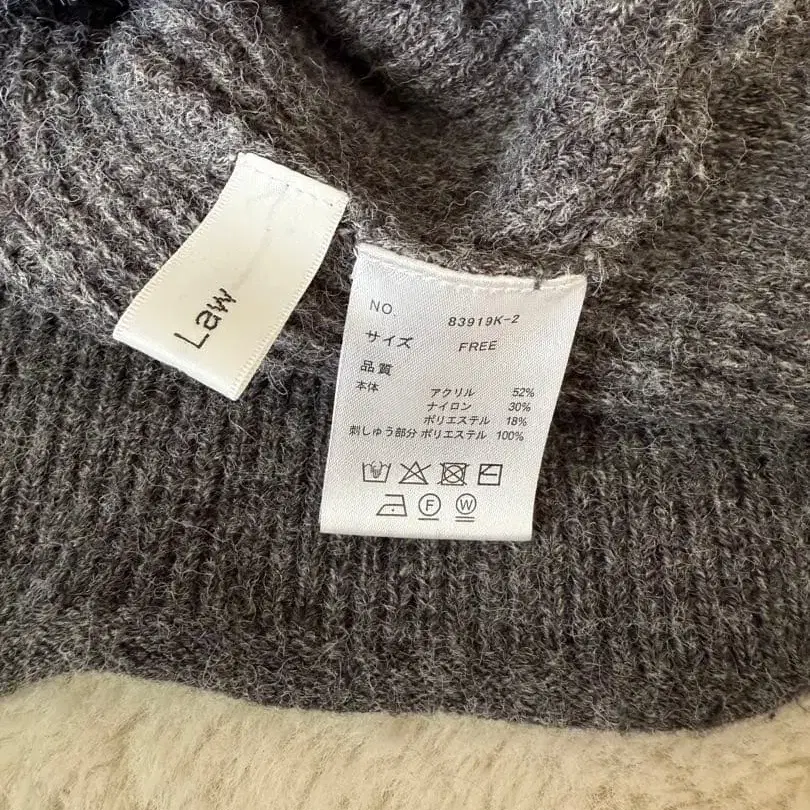 Law
NO. 83919K-2
サイズ FREE
品質
本体 アクリル 52%
ナイロン 30%
ポリエステル 18%
刺しゅう部分 ポリエステル 100%
F W